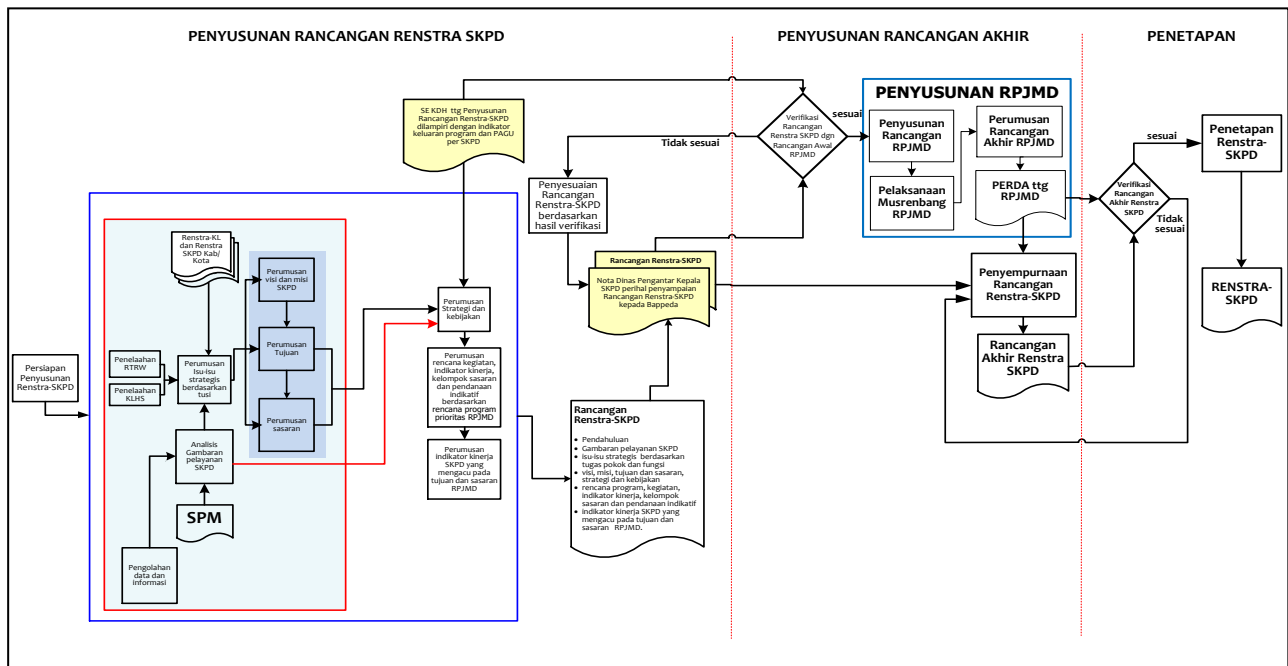 PENYUSUNAN RANCANGAN RENSTRA SKPD
PENYUSUNAN RANCANGAN AKHIR
PENETAPAN
SE KDH ttg Penyusunan
Rancangan Renstra-SKPD
dilampiri dengan indikator
keluaran program dan PAGU
per SKPD
Verifikasi
Rancangan
Renstra SKPD dgn
Rancangan Awal
RPJMD
sesuai
Tidak sesuai
PENYUSUNAN RPJMD
Penyusunan
Rancangan
RPJMD
Perumusan
Rancangan
Akhir RPJMD
Pelaksanaan
Musrenbang
RPJMD
PERDA ttg
RPJMD
sesuai
Penetapan
Renstra-
SKPD
Verifikasi
Rancangan
Akhir Renstra
SKPD
Tidak
sesuai
Penyesuaian
Rancangan
Renstra-SKPD
berdasarkan
hasil verifikasi
Renstra-KL
dan Renstra
SKPD Kab/
Kota
Perumusan
visi dan misi
SKPD
Rancangan Renstra-SKPD
Nota Dinas Pengantar Kepala
SKPD perihal penyampaian
Rancangan Renstra-SKPD
kepada Bappeda
Penyempurnaan
Rancangan
Renstra-SKPD
RENSTRA-
SKPD
Perumusan
Strategi dan
kebijakan
Perumusan
Tujuan
Persiapan
Penyusunan
Renstra-SKPD
Penelaahan
RTRW
Penelaahan
KLHS
Perumusan
Isu-isu
strategis
berdasarkan
tusi
Perumusan
rencana kegiatan,
indikator kinerja,
kelompok sasaran
dan pendanaan
indikatif
berdasarkan
rencana program
prioritas RPJMD
Rancangan
Akhir Renstra
SKPD
Perumusan
sasaran
Analisis
Gambaran
pelayanan
SKPD
Perumusan
indikator kinerja
SKPD yang
mengacu pada
tujuan dan
sasaran
RPJMD
Rancangan
Renstra-SKPD
• Pendahuluan
• Gambaran pelayanan SKPD
• isu-isu strategis berdasarkan
tugas pokok dan fungsi
• visi, misi, tujuan dan sasaran,
strategi dan kebijakan
• rencana program, kegiatan,
indikator kinerja, kelompok
sasaran dan pendanaan indikatif
• indikator kinerja SKPD yang
mengacu pada tujuan dan
sasaran RPJMD.
SPM
Pengolahan
data dan
informasi